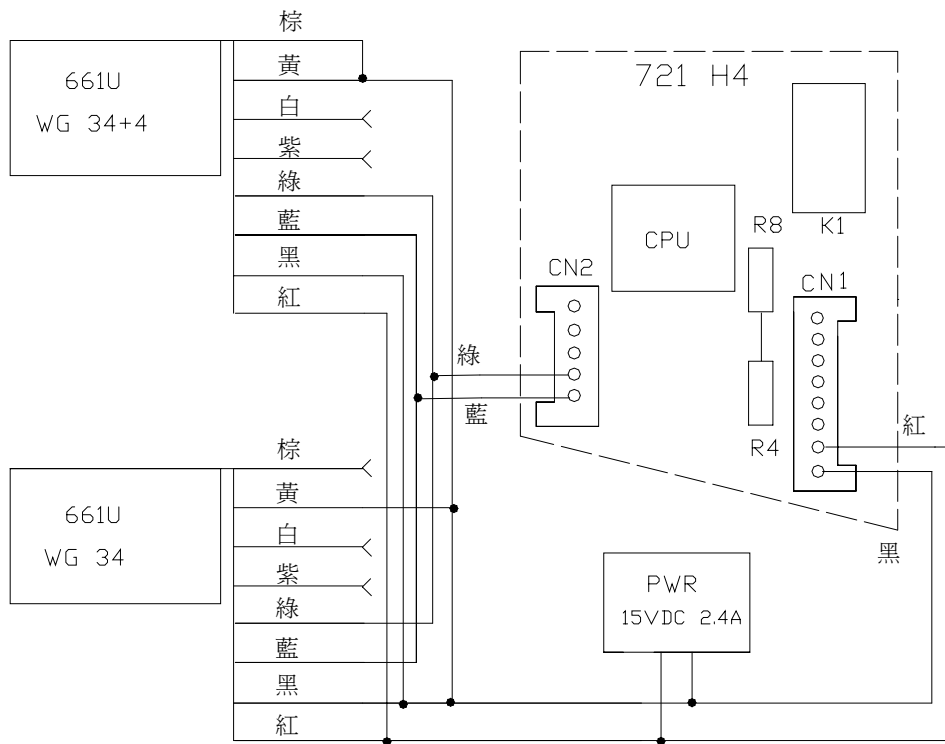 661U
WG 34+4
棕
黃
白
紫
綠
藍
黑
紅
721 H4
K1
CPU
R8
CN2
CN1
綠
藍
R4
紅
黑
661U
WG 34
棕
黃
白
紫
綠
藍
黑
紅
PWR
15VDC 2.4A